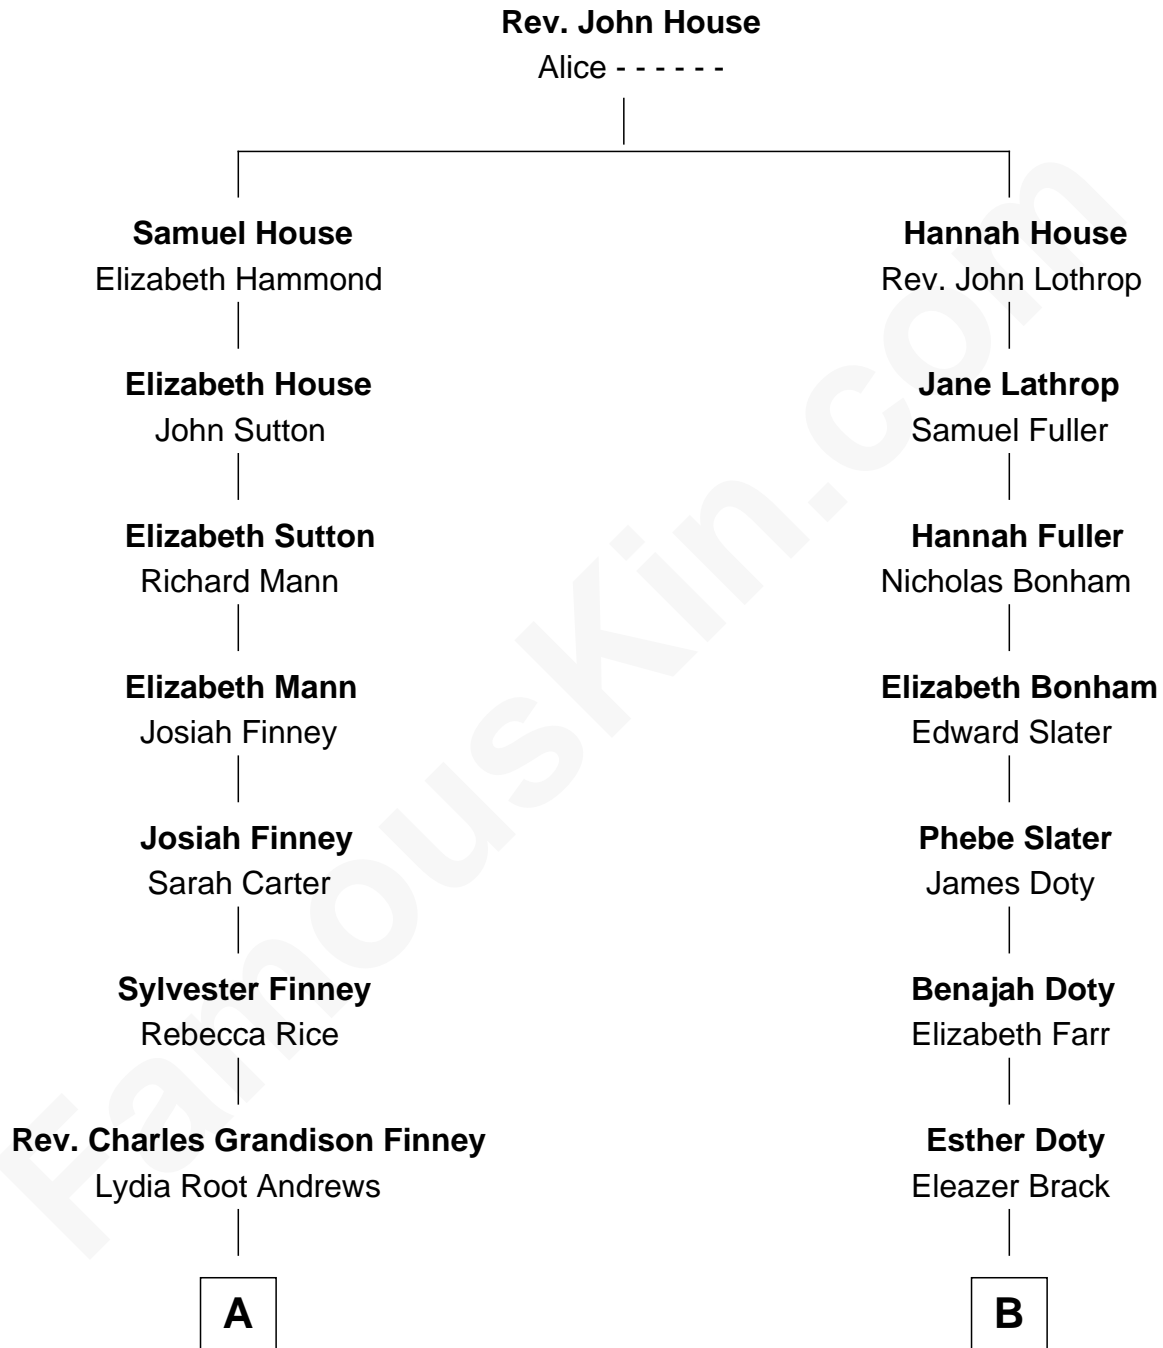 Rev. John House
Alice - - - - - -
Samuel House
Elizabeth Hammond
Hannah House
Rev. John Lothrop
Elizabeth House
John Sutton
Jane Lathrop
Samuel Fuller
Elizabeth Sutton
Richard Mann
Hannah Fuller
Nicholas Bonham
Elizabeth Mann
Josiah Finney
Elizabeth Bonham
Edward Slater
Josiah Finney
Sarah Carter
Phebe Slater
James Doty
Sylvester Finney
Rebecca Rice
Benajah Doty
Elizabeth Farr
Rev. Charles Grandison Finney
Lydia Root Andrews
Esther Doty
Eleazer Brack
A
B
FamousKin.com